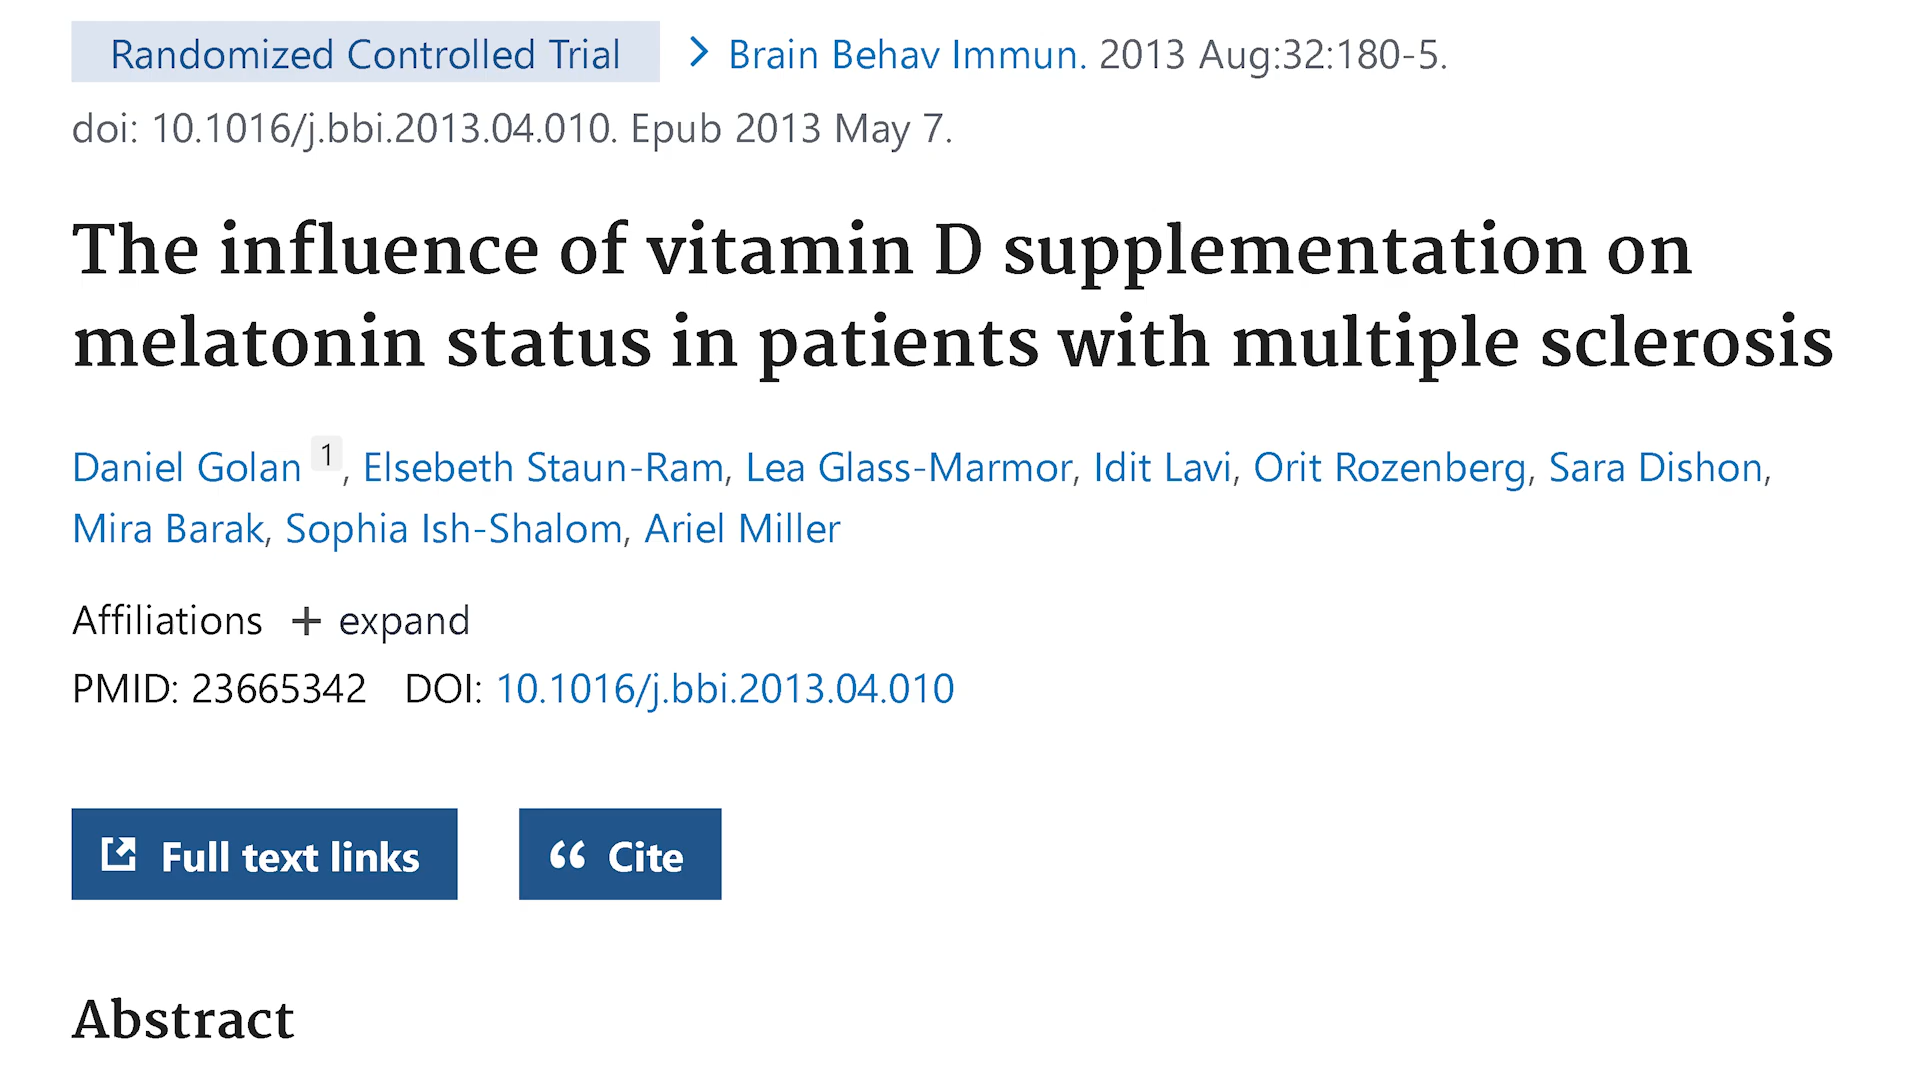 Randomized Controlled Trial > Brain Behav Immun. 2013 Aug:32:180-5.
doi: 10.1016/j.bbi.2013.04.010. Epub 2013 May 7.
The influence of vitamin D supplementation on
melatonin status in patients with multiple sclerosis
Daniel Golan 1, Elsebeth Staun-Ram, Lea Glass-Marmor, Idit Lavi, Orit Rozenberg, Sara Dishon,
Mira Barak, Sophia Ish-Shalom, Ariel Miller
Affiliations + expand
PMID: 23665342 DOI: 10.1016/j.bbi.2013.04.010
Full text links “ Cite
Abstract